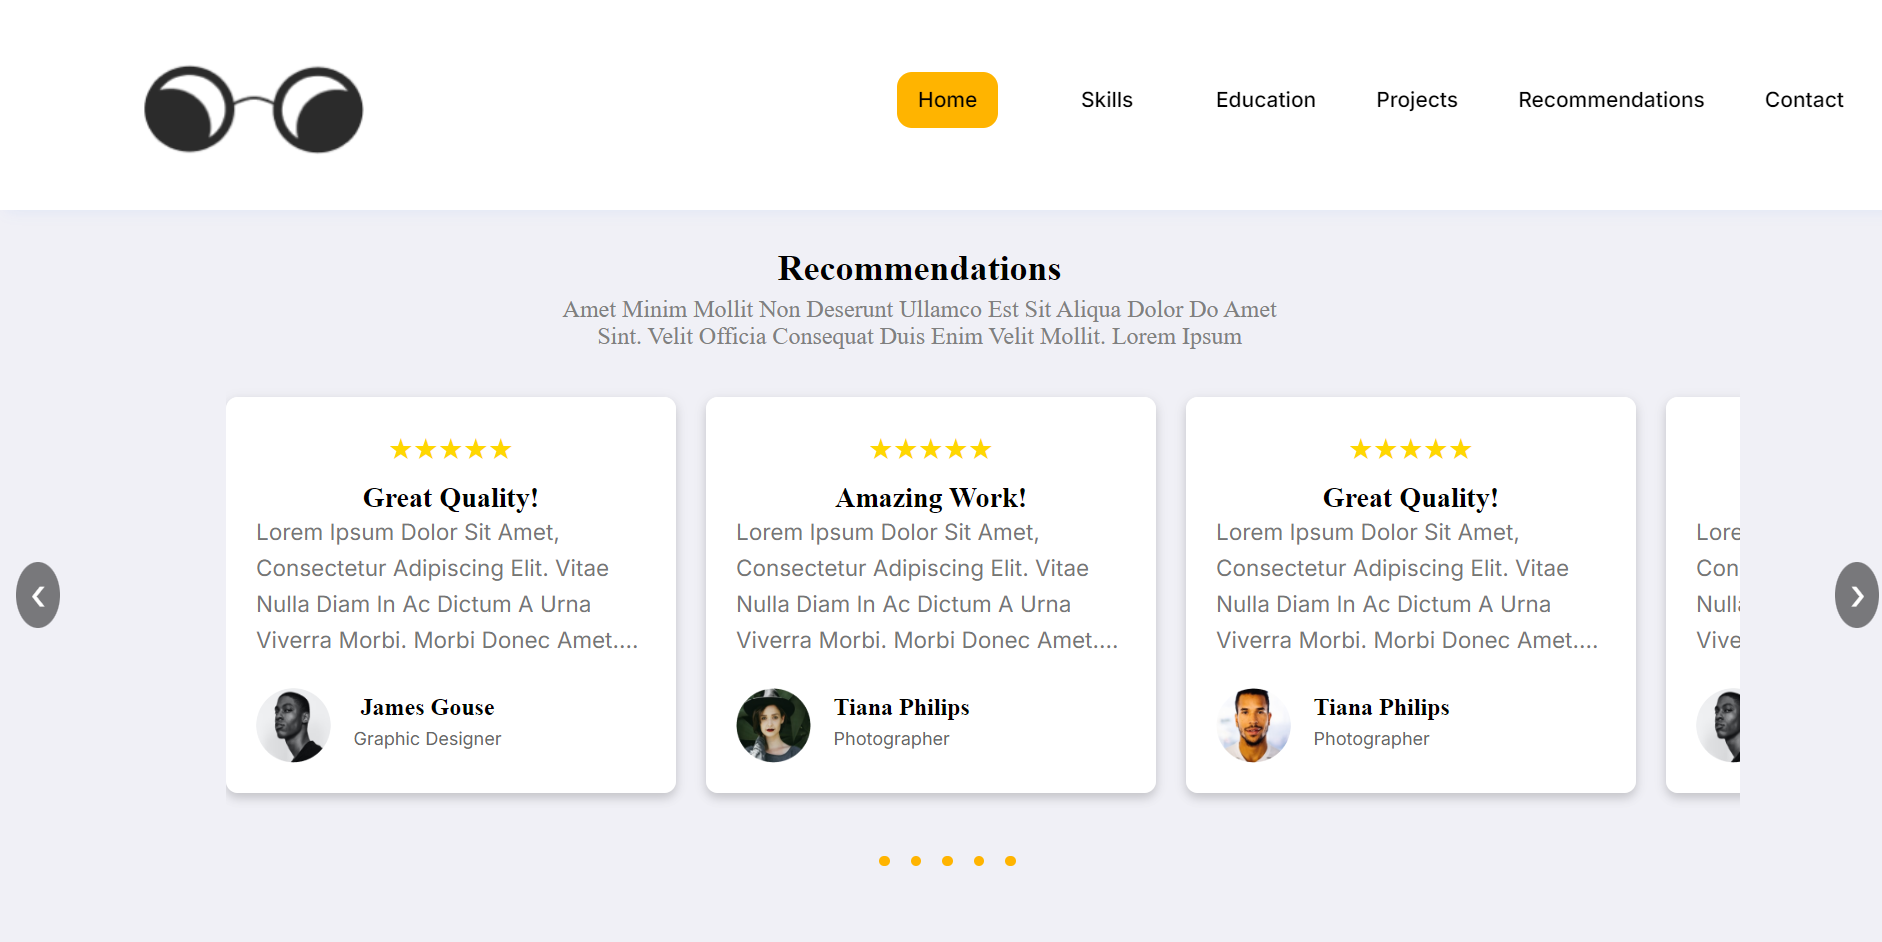 Home Skills Education Projects Recommendations Contact
Recommendations
Amet Minim Mollit Non Deserunt Ullamco Est Sit Aliqua Dolor Do Amet
Sint. Velit Officia Consequat Duis Enim Velit Mollit. Lorem Ipsum
★★★★★
Great Quality!
Lorem Ipsum Dolor Sit Amet,
Consectetur Adipiscing Elit. Vitae
Nulla Diam In Ac Dictum A Urna
Viverra Morbi. Morbi Donec Amet....
James Gouse
Graphic Designer
★★★★★
Amazing Work!
Lorem Ipsum Dolor Sit Amet,
Consectetur Adipiscing Elit. Vitae
Nulla Diam In Ac Dictum A Urna
Viverra Morbi. Morbi Donec Amet....
Tiana Philips
Photographer
★★★★★
Great Quality!
Lorem Ipsum Dolor Sit Amet,
Consectetur Adipiscing Elit. Vitae
Nulla Diam In Ac Dictum A Urna
Viverra Morbi. Morbi Donec Amet....
Tiana Philips
Photographer
Lore
Con
Null
Vive